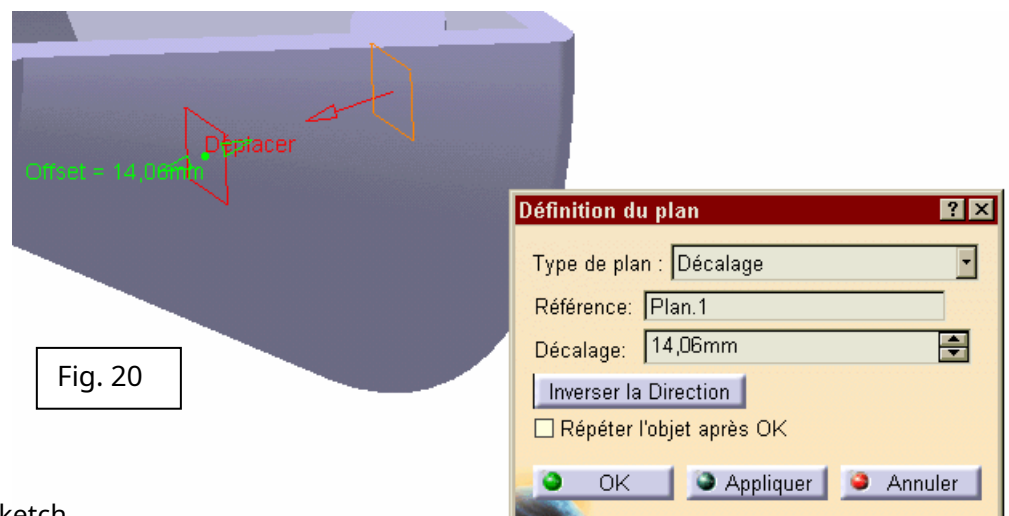 Déplacer
Offset = 14,06mm
Définition du plan
Type de plan : Décalage
Référence: Plan.1
Décalage: 14,06mm
Inverser la Direction
Répéter l'objet après OK
OK Appliquer Annuler
Fig. 20
ketch